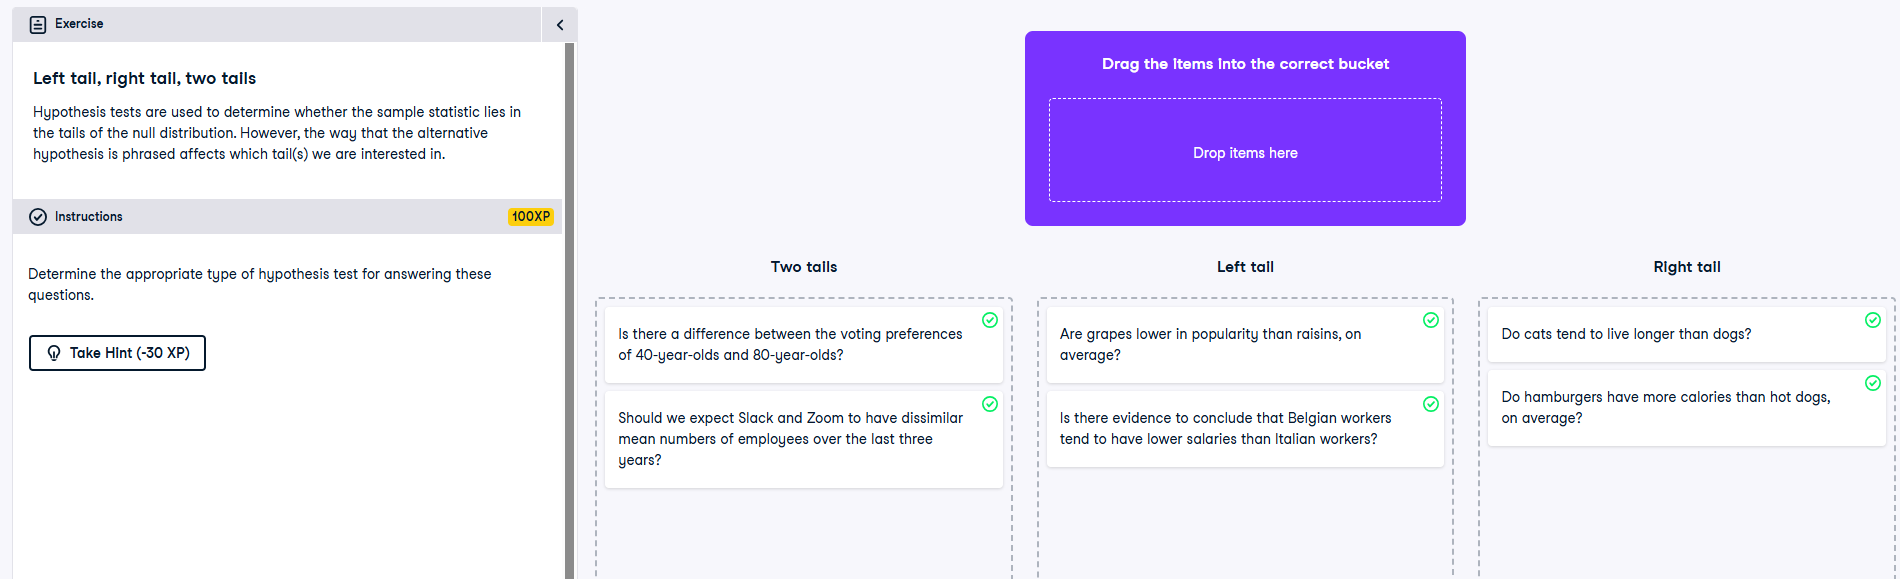 Exercise
Left tail, right tail, two tails
Hypothesis tests are used to determine whether the sample statistic lies in
the tails of the null distribution. However, the way that the alternative
hypothesis is phrased affects which tail(s) we are interested in.
Instructions
100XP
Determine the appropriate type of hypothesis test for answering these
questions.
Take Hint (-30 XP)
Drag the items into the correct bucket
Drop items here
Two tails
Is there a difference between the voting preferences
of 40-year-olds and 80-year-olds?
Should we expect Slack and Zoom to have dissimilar
mean numbers of employees over the last three
years?
Left tail
Are grapes lower in popularity than raisins, on
average?
Is there evidence to conclude that Belgian workers
tend to have lower salaries than Italian workers?
Right tail
Do cats tend to live longer than dogs?
Do hamburgers have more calories than hot dogs,
on average?